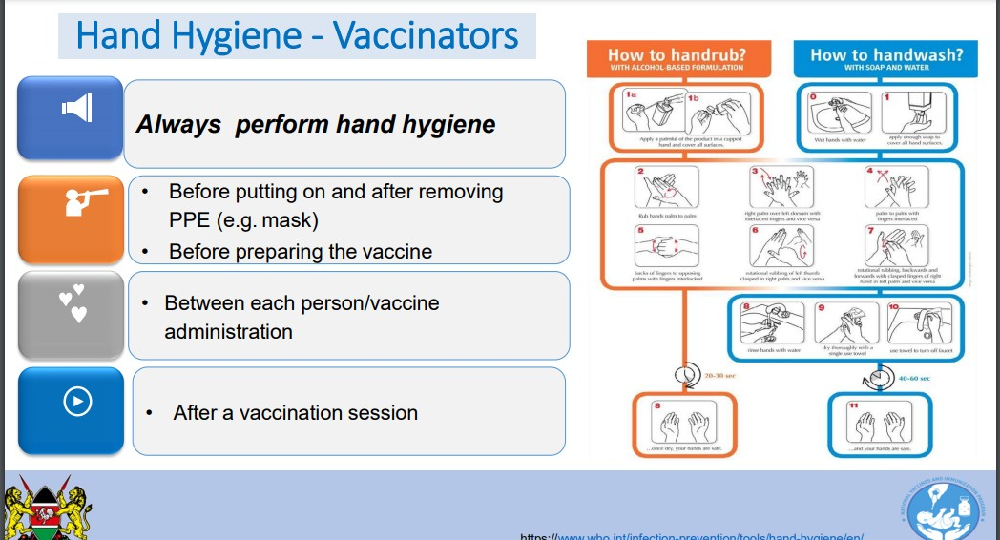 Hand Hygiene - Vaccinators
Always perform hand hygiene
• Before putting on and after removing
PPE (e.g. mask)
• Before preparing the vaccine
• Between each person/vaccine
administration
• After a vaccination session
How to handrub?
WITH ALCOHOL-BASED FORMULATION
How to handwash?
WITH SOAP AND WATER
1a
1b
Apply a palmful of the product in a cupped
hand and cover all surfaces.
0
Wet hands with water
1
apply enough soap to
cover all hand surfaces.
2
Rub hands palm to palm
3
right palm over left dorsum with
interlaced fingers and vice versa
4
palm to palm with
fingers interlaced
5
backs of fingers to opposing
palms with fingers interlocked
6
rotational rubbing of left thumb
clasped in right palm and vice versa
7
rotational rubbing, backwards and
forwards with clasped fingers of right
hand in left palm and vice versa
8
rinse hands with water
9
dry thoroughly with a
single use towel
10
use towel to turn off faucet
20-30 sec
40-60 sec
8
...once dry, your hands are safe.
11
...and your hands are safe.
NATIONAL VACCINES AND IMMUNIZATION PROGRAM
https://www.who.int/infection-prevention/tools/hand-hygiene/en/